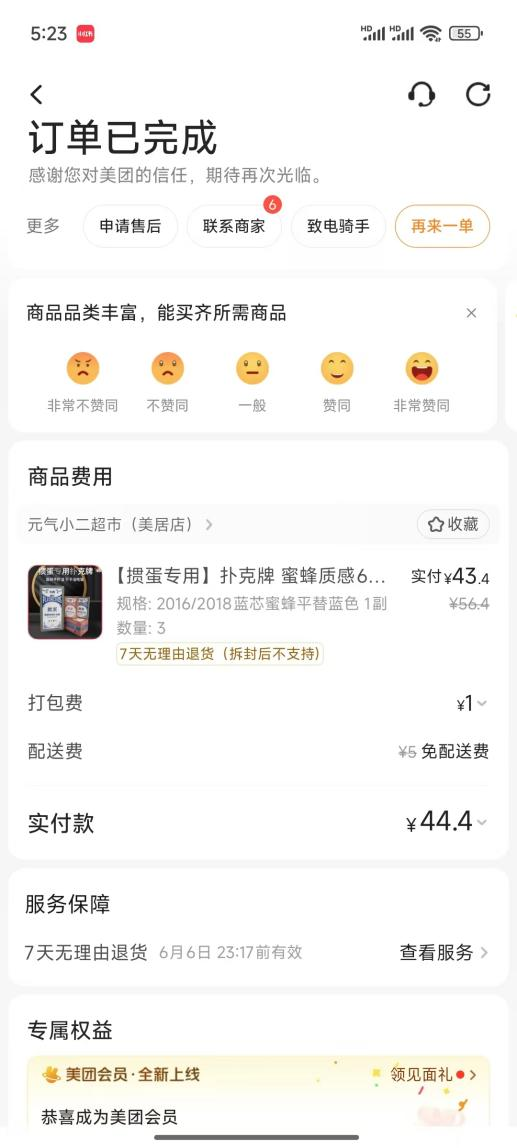 5:23
HD HD 55
订单已完成
感谢您对美团的信任，期待再次光临。
更多 申请售后 联系商家 6 致电骑手 再来一单
商品品类丰富，能买齐所需商品
非常不赞同 不赞同 一般 赞同 非常赞同
商品费用
元气小二超市（美居店） 收藏
【掼蛋专用】扑克牌 蜜蜂质感6... 实付¥43.4
规格: 2016/2018蓝芯蜜蜂平替蓝色 1副 ¥56.4
数量: 3
7天无理由退货（拆封后不支持）
打包费 ¥1
配送费 ¥5 免配送费
实付款 ¥44.4
服务保障
7天无理由退货 6月6日 23:17前有效 查看服务
专属权益
美团会员·全新上线 领见面礼
恭喜成为美团会员